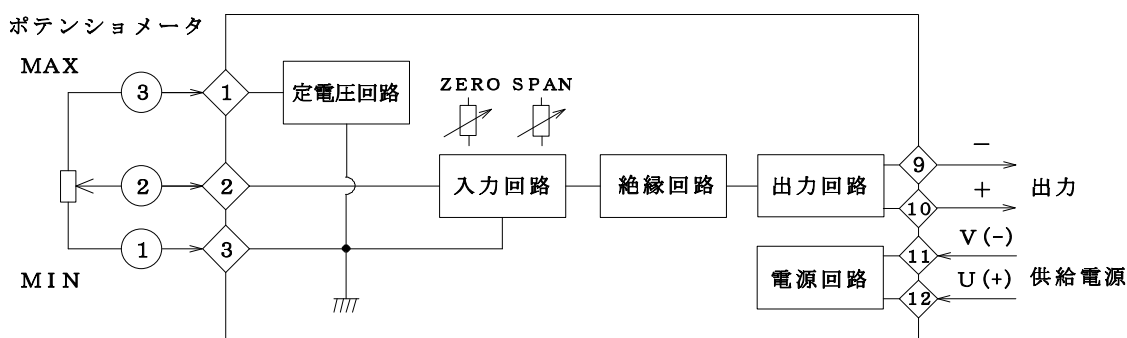 ポテンショメータ
MAX
3
1
定電圧回路
ZERO SPAN
2
2
入力回路
絶縁回路
出力回路
9
−
10
+
出力
1
3
MIN
電源回路
11
V(-)
12
U(+)
供給電源